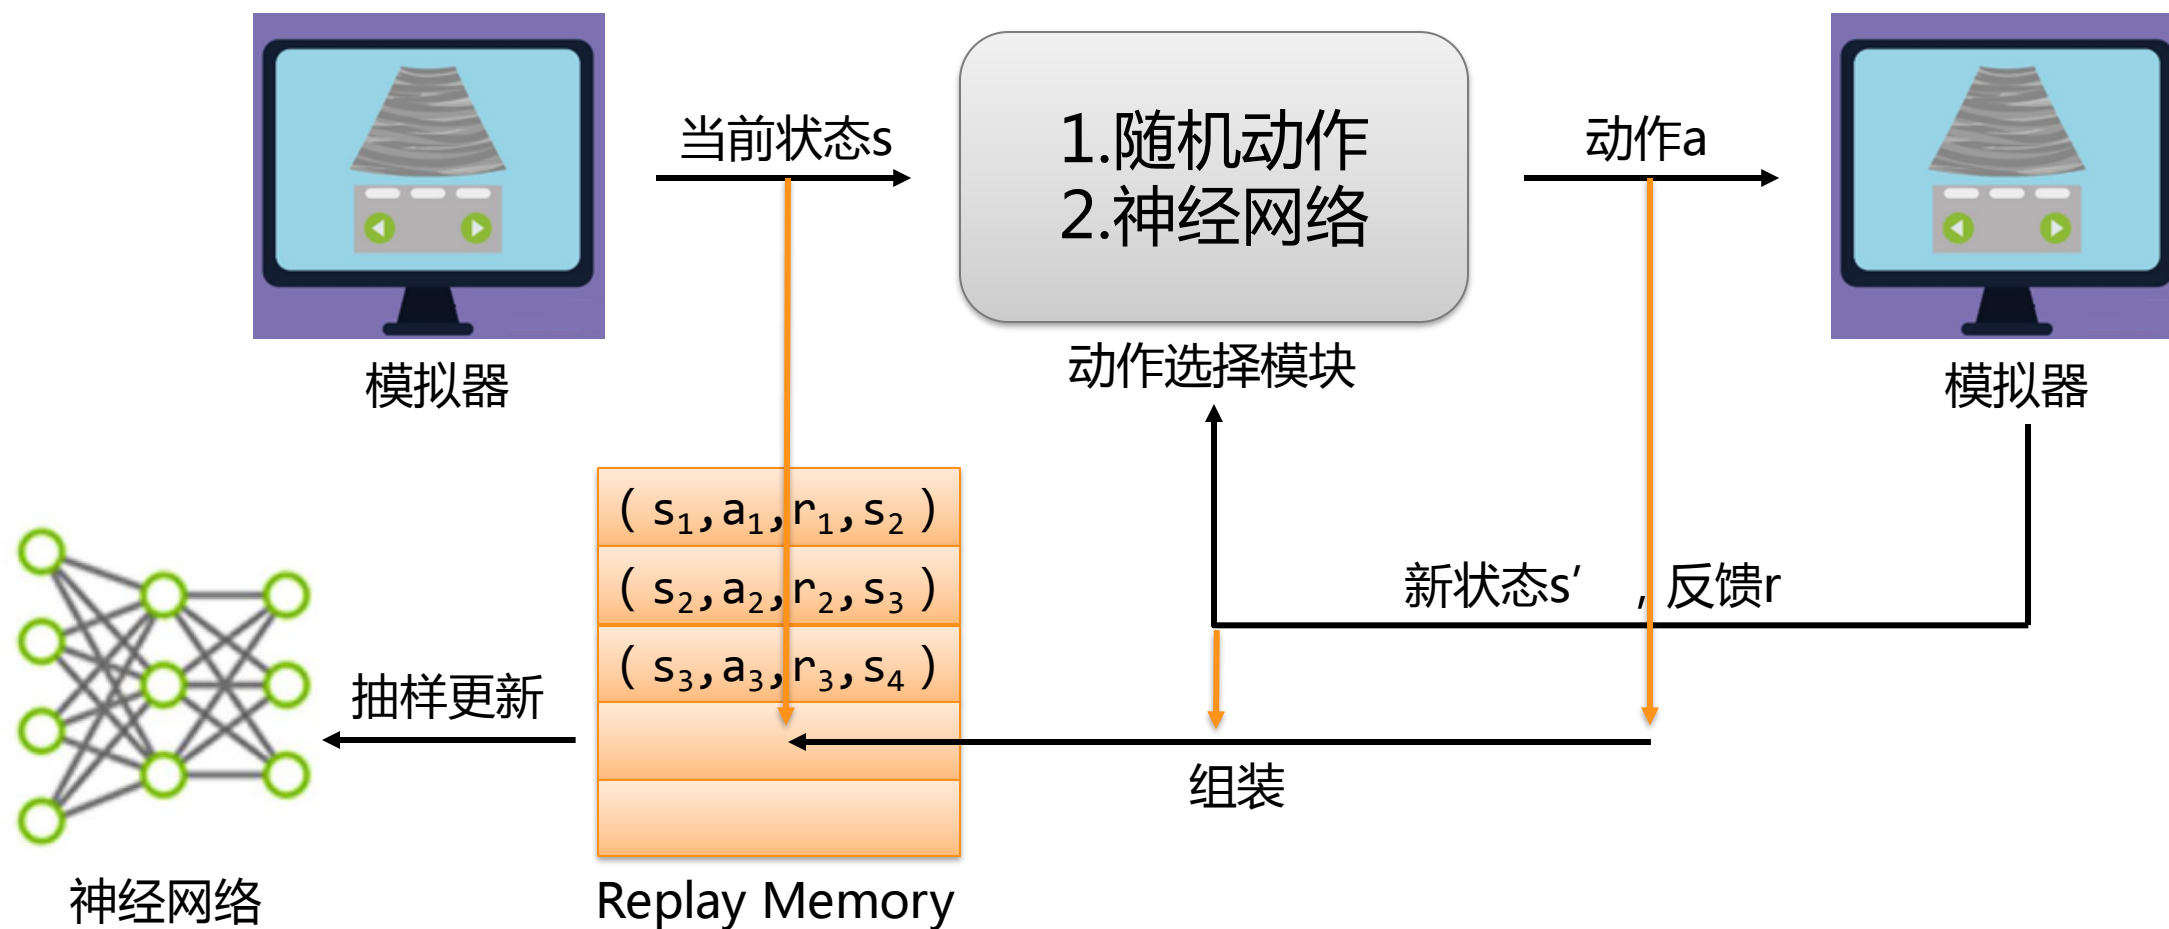 当前状态s
1.随机动作
2.神经网络
动作a
模拟器
动作选择模块
模拟器
(s₁,a₁,r₁,s₂)
(s₂,a₂,r₂,s₃)
(s₃,a₃,r₃,s₄)
新状态s′ ,反馈r
抽样更新
组装
神经网络
Replay Memory